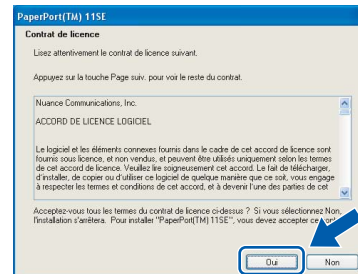 PaperPort(TM) 11SE
Contrat de licence
Lisez attentivement le contrat de licence suivant.
Appuyez sur la touche Page suiv. pour voir le reste du contrat.
Nuance Communications, Inc.
ACCORD DE LICENCE LOGICIEL
Le logiciel et les éléments connexes fournis dans le cadre de cet accord de licence sont
fournis sous licence, et non vendus, et peuvent être utilisés uniquement selon les termes
de cet accord de licence. Veuillez lire soigneusement cet accord. Le fait de télécharger,
d'installer, de copier ou d'utiliser ce logiciel de quelque manière que ce soit, vous engage
à respecter les termes et conditions de cet accord, et à devenir l'une des parties de cet
Acceptez-vous tous les termes du contrat de licence ci-dessus ? Si vous sélectionnez Non,
l'installation s'arrêtera. Pour installer "PaperPort(TM) 11SE", vous devez accepter ce
Oui
Non